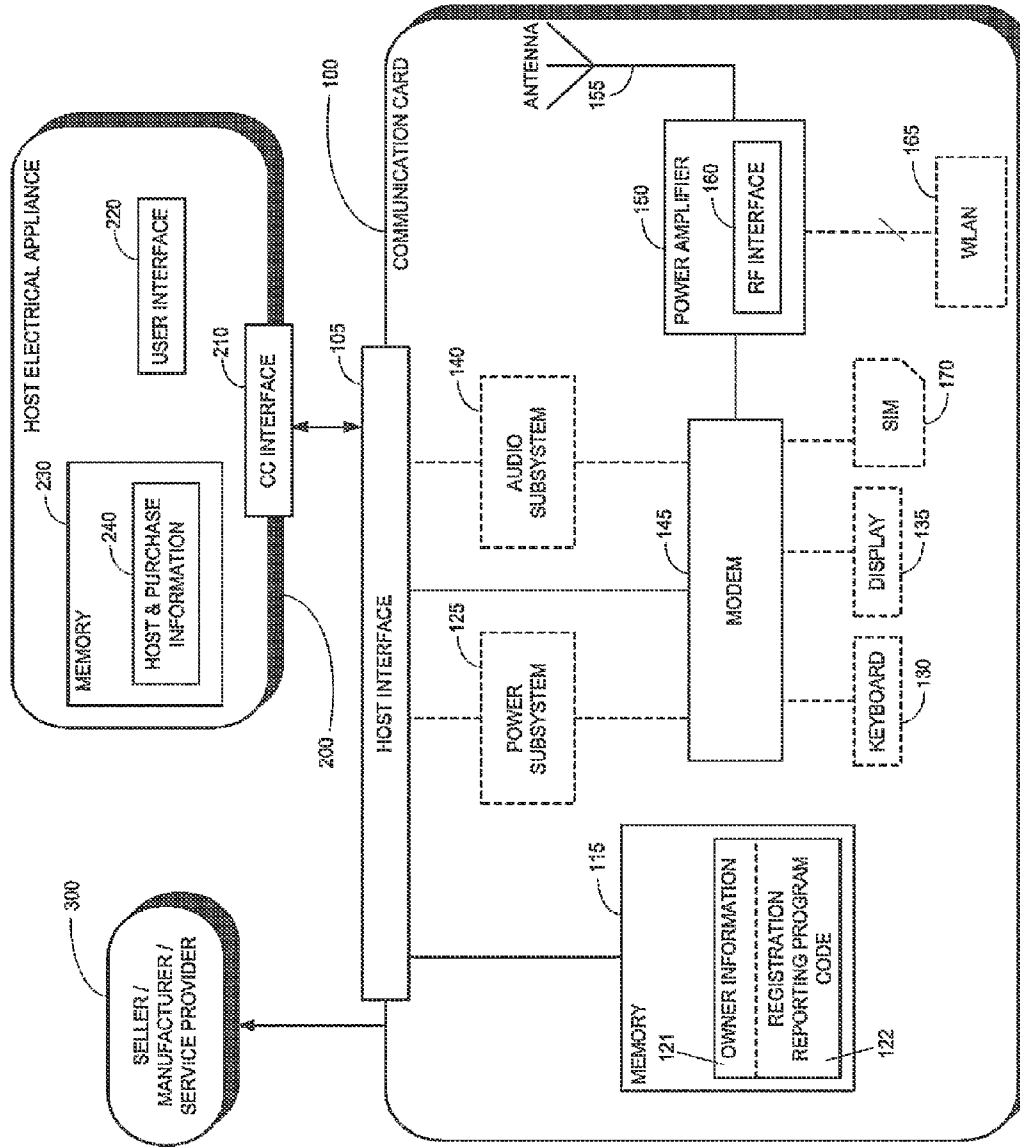 300
SELLER /
MANUFACTURER /
SERVICE PROVIDER
HOST ELECTRICAL APPLIANCE
MEMORY
230
240
HOST & PURCHASE
INFORMATION
220
USER INTERFACE
210
CC INTERFACE
200
105
HOST INTERFACE
100
COMMUNICATION CARD
115
MEMORY
121
OWNER INFORMATION
REGISTRATION
REPORTING PROGRAM
CODE
122
125
POWER
SUBSYSTEM
140
AUDIO
SUBSYSTEM
145
MODEM
KEYBOARD
130
DISPLAY
135
SIM
170
150
POWER AMPLIFIER
160
RF INTERFACE
ANTENNA
155
165
WLAN